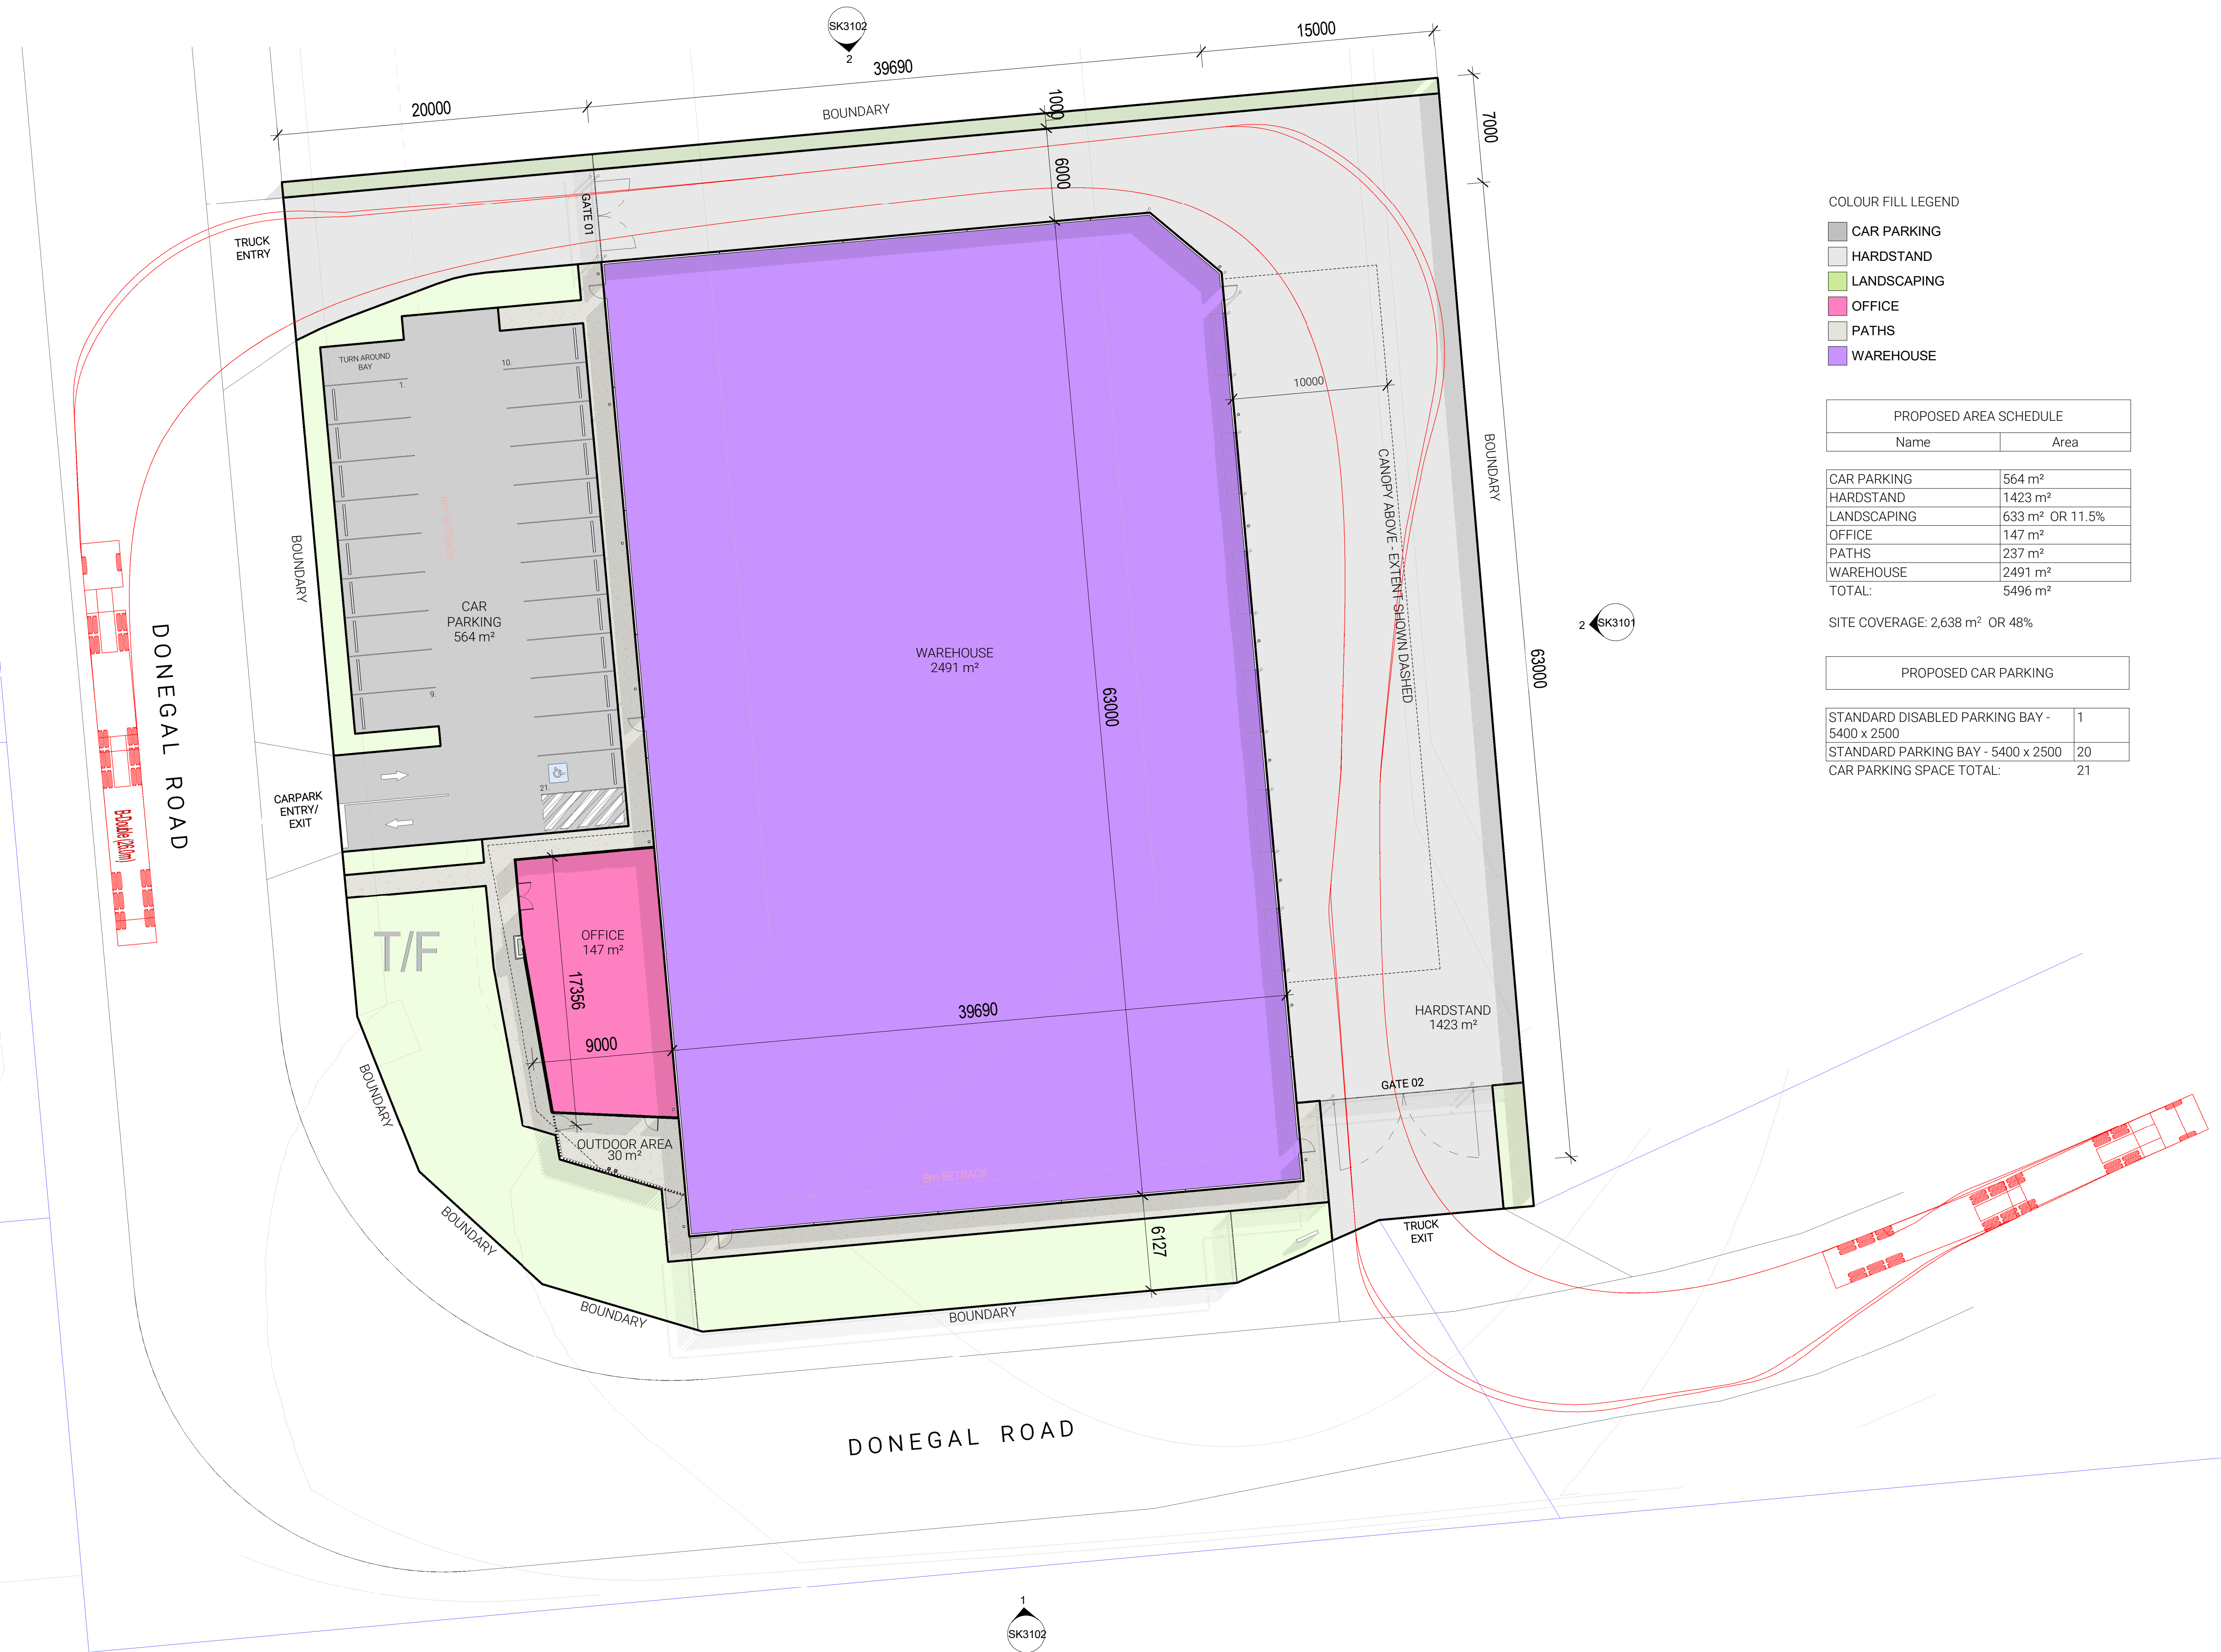 SK3102
2
15000
39690
20000
BOUNDARY
1000
7000
6000
GATE 01
TRUCK
ENTRY
TURN AROUND
BAY
1.
10.
10000
BOUNDARY
CANOPY ABOVE - EXTENT SHOWN DASHED
8m SETBACK
BOUNDARY
CAR
PARKING
564 m²
WAREHOUSE
2491 m²
63000
63000
2
SK3101
9.
21.
DONEGAL ROAD
B-Double (26.0m)
CARPARK
ENTRY/
EXIT
T/F
OFFICE
147 m²
17356
9000
39690
HARDSTAND
1423 m²
GATE 02
BOUNDARY
OUTDOOR AREA
30 m²
8m SETBACK
BOUNDARY
6127
TRUCK
EXIT
BOUNDARY
BOUNDARY
DONEGAL ROAD
1
SK3102
COLOUR FILL LEGEND
CAR PARKING
HARDSTAND
LANDSCAPING
OFFICE
PATHS
WAREHOUSE
PROPOSED AREA SCHEDULE
Name Area
CAR PARKING 564 m²
HARDSTAND 1423 m²
LANDSCAPING 633 m² OR 11.5%
OFFICE 147 m²
PATHS 237 m²
WAREHOUSE 2491 m²
TOTAL: 5496 m²
SITE COVERAGE: 2,638 m² OR 48%
PROPOSED CAR PARKING
STANDARD DISABLED PARKING BAY - 1
5400 x 2500
STANDARD PARKING BAY - 5400 x 2500 20
CAR PARKING SPACE TOTAL: 21